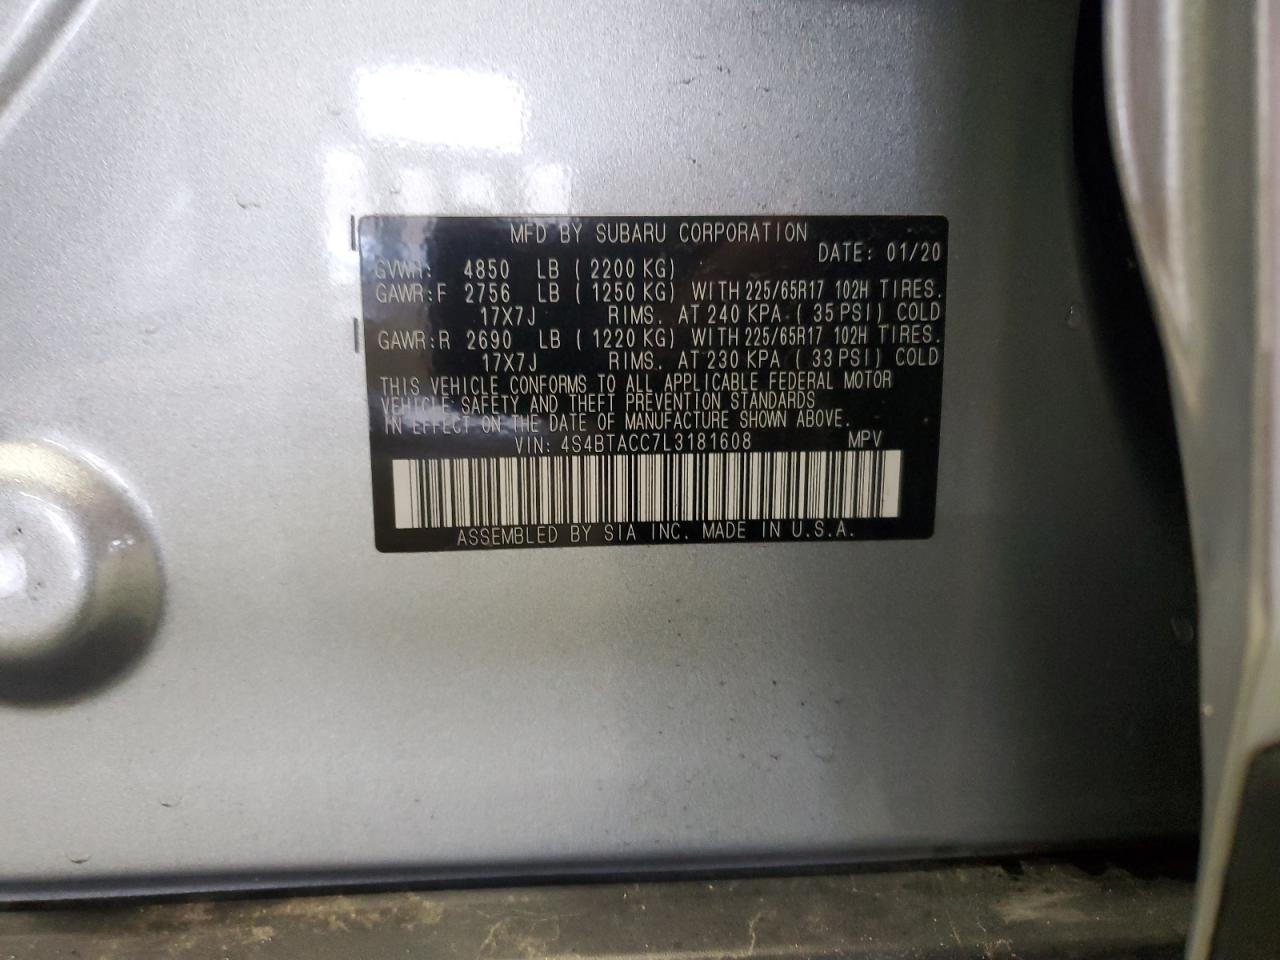 MFD BY SUBARU CORPORATION
DATE: 01/20
GVWR: 4850 LB ( 2200 KG)
GAWR:F 2756 LB ( 1250 KG) WITH 225/65R17 102H TIRES.
17X7J RIMS. AT 240 KPA ( 35 PSI) COLD
GAWR:R 2690 LB ( 1220 KG) WITH 225/65R17 102H TIRES.
17X7J RIMS. AT 230 KPA ( 33 PSI) COLD
THIS VEHICLE CONFORMS TO ALL APPLICABLE FEDERAL MOTOR
VEHICLE SAFETY AND THEFT PREVENTION STANDARDS
IN EFFECT ON THE DATE OF MANUFACTURE SHOWN ABOVE.
VIN: 4S4BTACC7L3181608 MPV
ASSEMBLED BY SIA INC. MADE IN U.S.A.